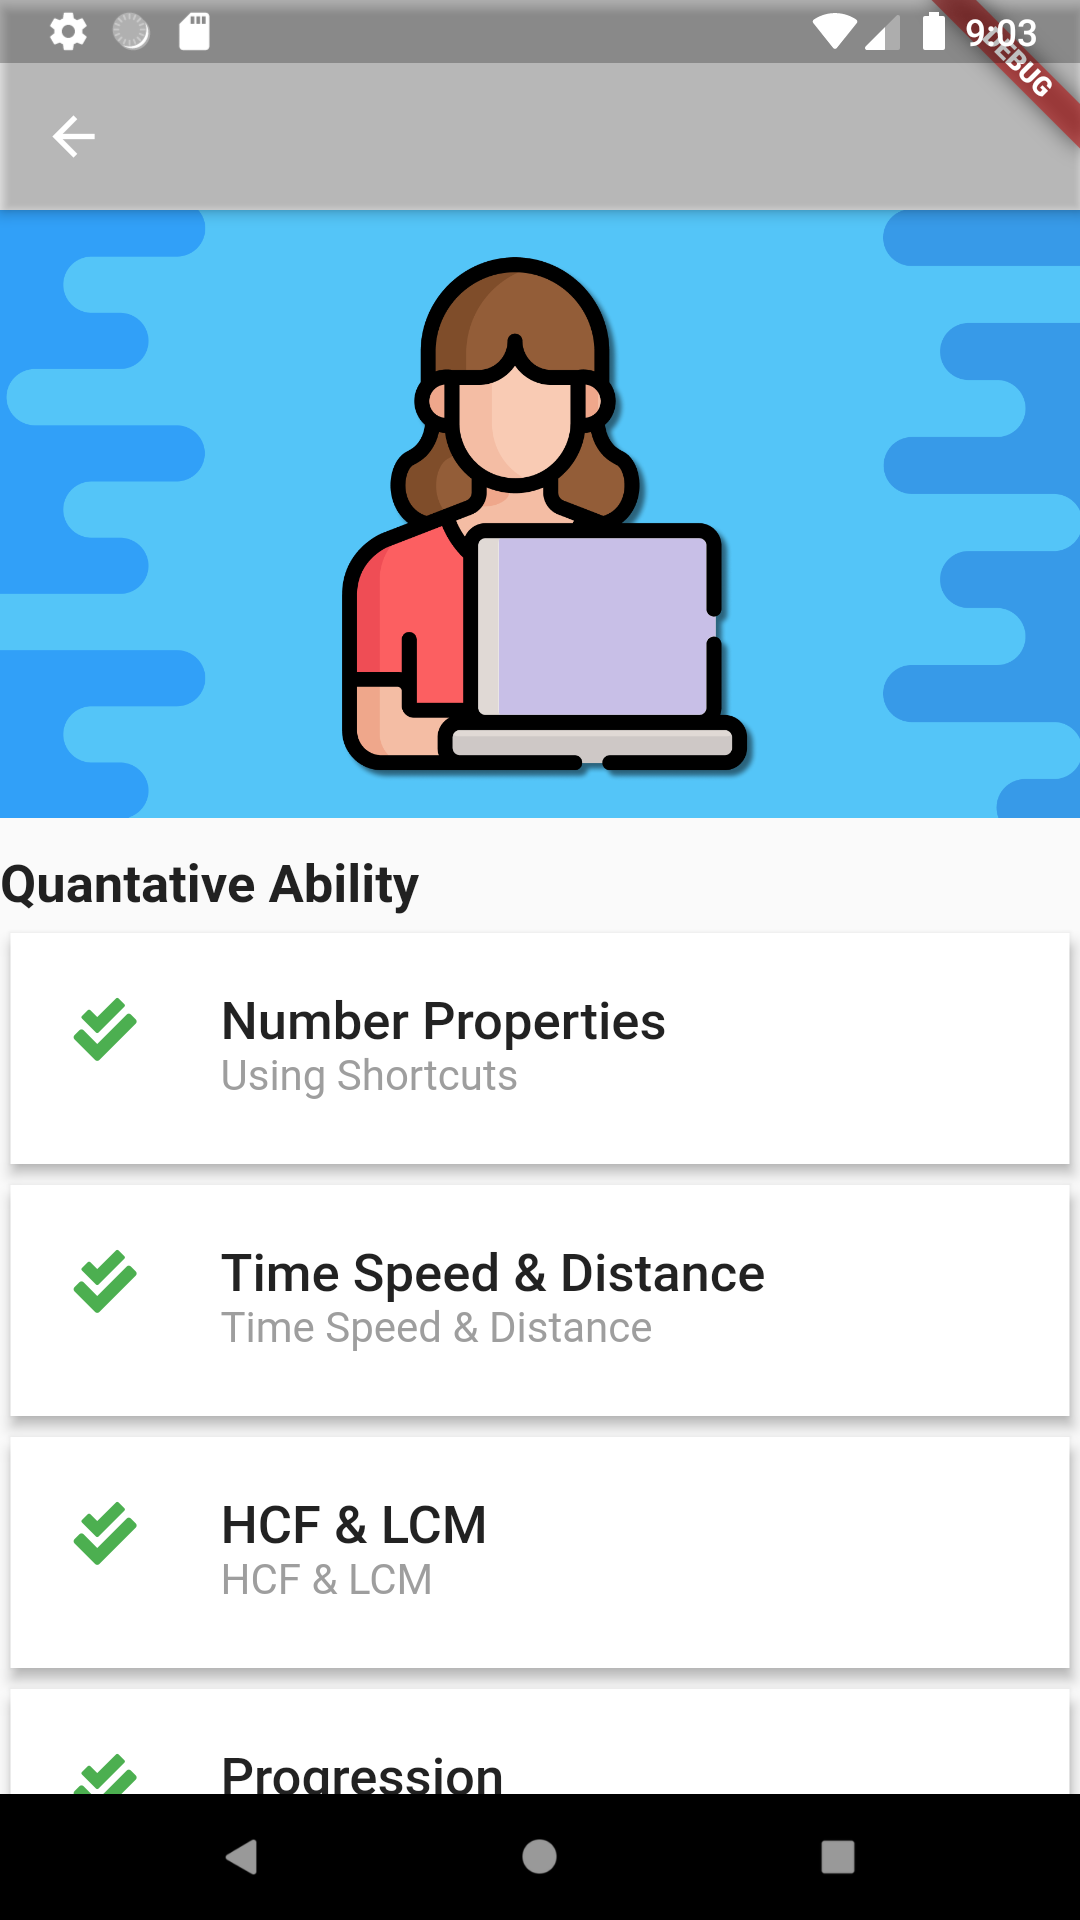 9:03
DEBUG
Quantative Ability
Number Properties
Using Shortcuts
Time Speed & Distance
Time Speed & Distance
HCF & LCM
HCF & LCM
Progression